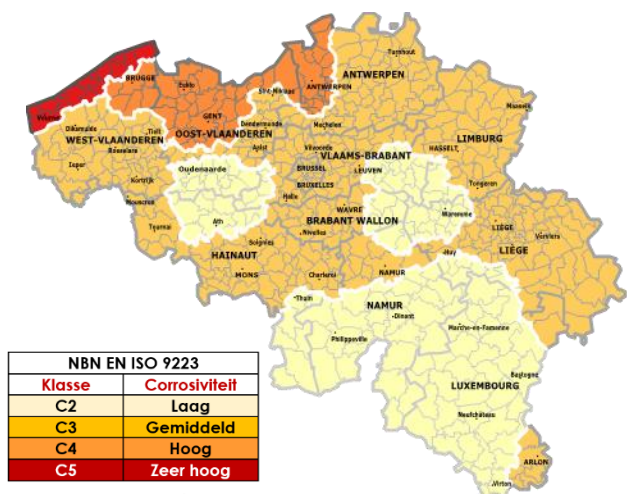 Turnhout
ANTWERPEN
BRUGGE
Eeklo
St.-Niklaas
ANTWERPEN
Maaseik
Veurne
GENT
Dendermonde
Mechelen
Diksmuide
Tielt
OOST-VLAANDEREN
LIMBURG
WEST-VLAANDEREN
Roeselare
Aalst
Vilvoorde
VLAAMS-BRABANT
HASSELT
Ieper
Oudenaarde
BRUSSEL
LEUVEN
Kortrijk
BRUXELLES
Tongeren
Mouscron
Halle
WAVRE
Waremme
Ath
BRABANT WALLON
LIÈGE
Tournai
Nivelles
Verviers
Soignies
LIÈGE
HAINAUT
Huy
MONS
Charleroi
NAMUR
Thuin
NAMUR
Dinant
Marche-en-Famenne
Philippeville
Bastogne
LUXEMBOURG
Neufchâteau
ARLON
Virton
NBN EN ISO 9223
Klasse Corrosiviteit
C2 Laag
C3 Gemiddeld
C4 Hoog
C5 Zeer hoog